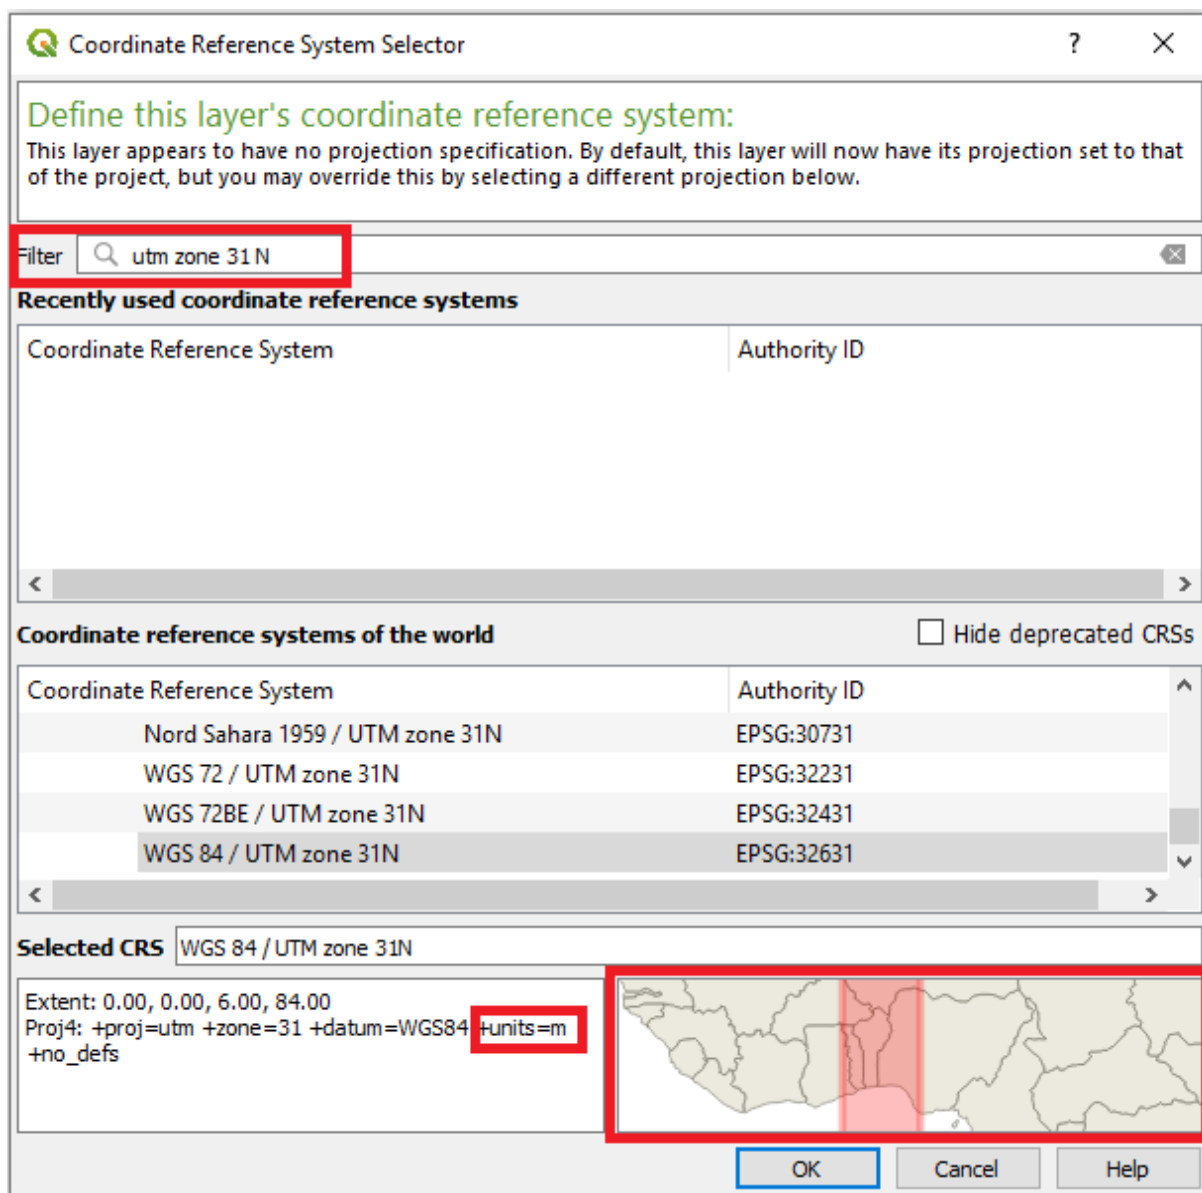 Coordinate Reference System Selector
?
Define this layer's coordinate reference system:
This layer appears to have no projection specification. By default, this layer will now have its projection set to that
of the project, but you may override this by selecting a different projection below.
Filter utm zone 31N
Recently used coordinate reference systems
Coordinate Reference System Authority ID
Coordinate reference systems of the world Hide deprecated CRSs
Coordinate Reference System Authority ID
Nord Sahara 1959 / UTM zone 31N EPSG:30731
WGS 72 / UTM zone 31N EPSG:32231
WGS 72BE / UTM zone 31N EPSG:32431
WGS 84 / UTM zone 31N EPSG:32631
Selected CRS WGS 84 / UTM zone 31N
Extent: 0.00, 0.00, 6.00, 84.00
Proj4: +proj=utm +zone=31 +datum=WGS84 +units=m
+no_defs
OK Cancel Help